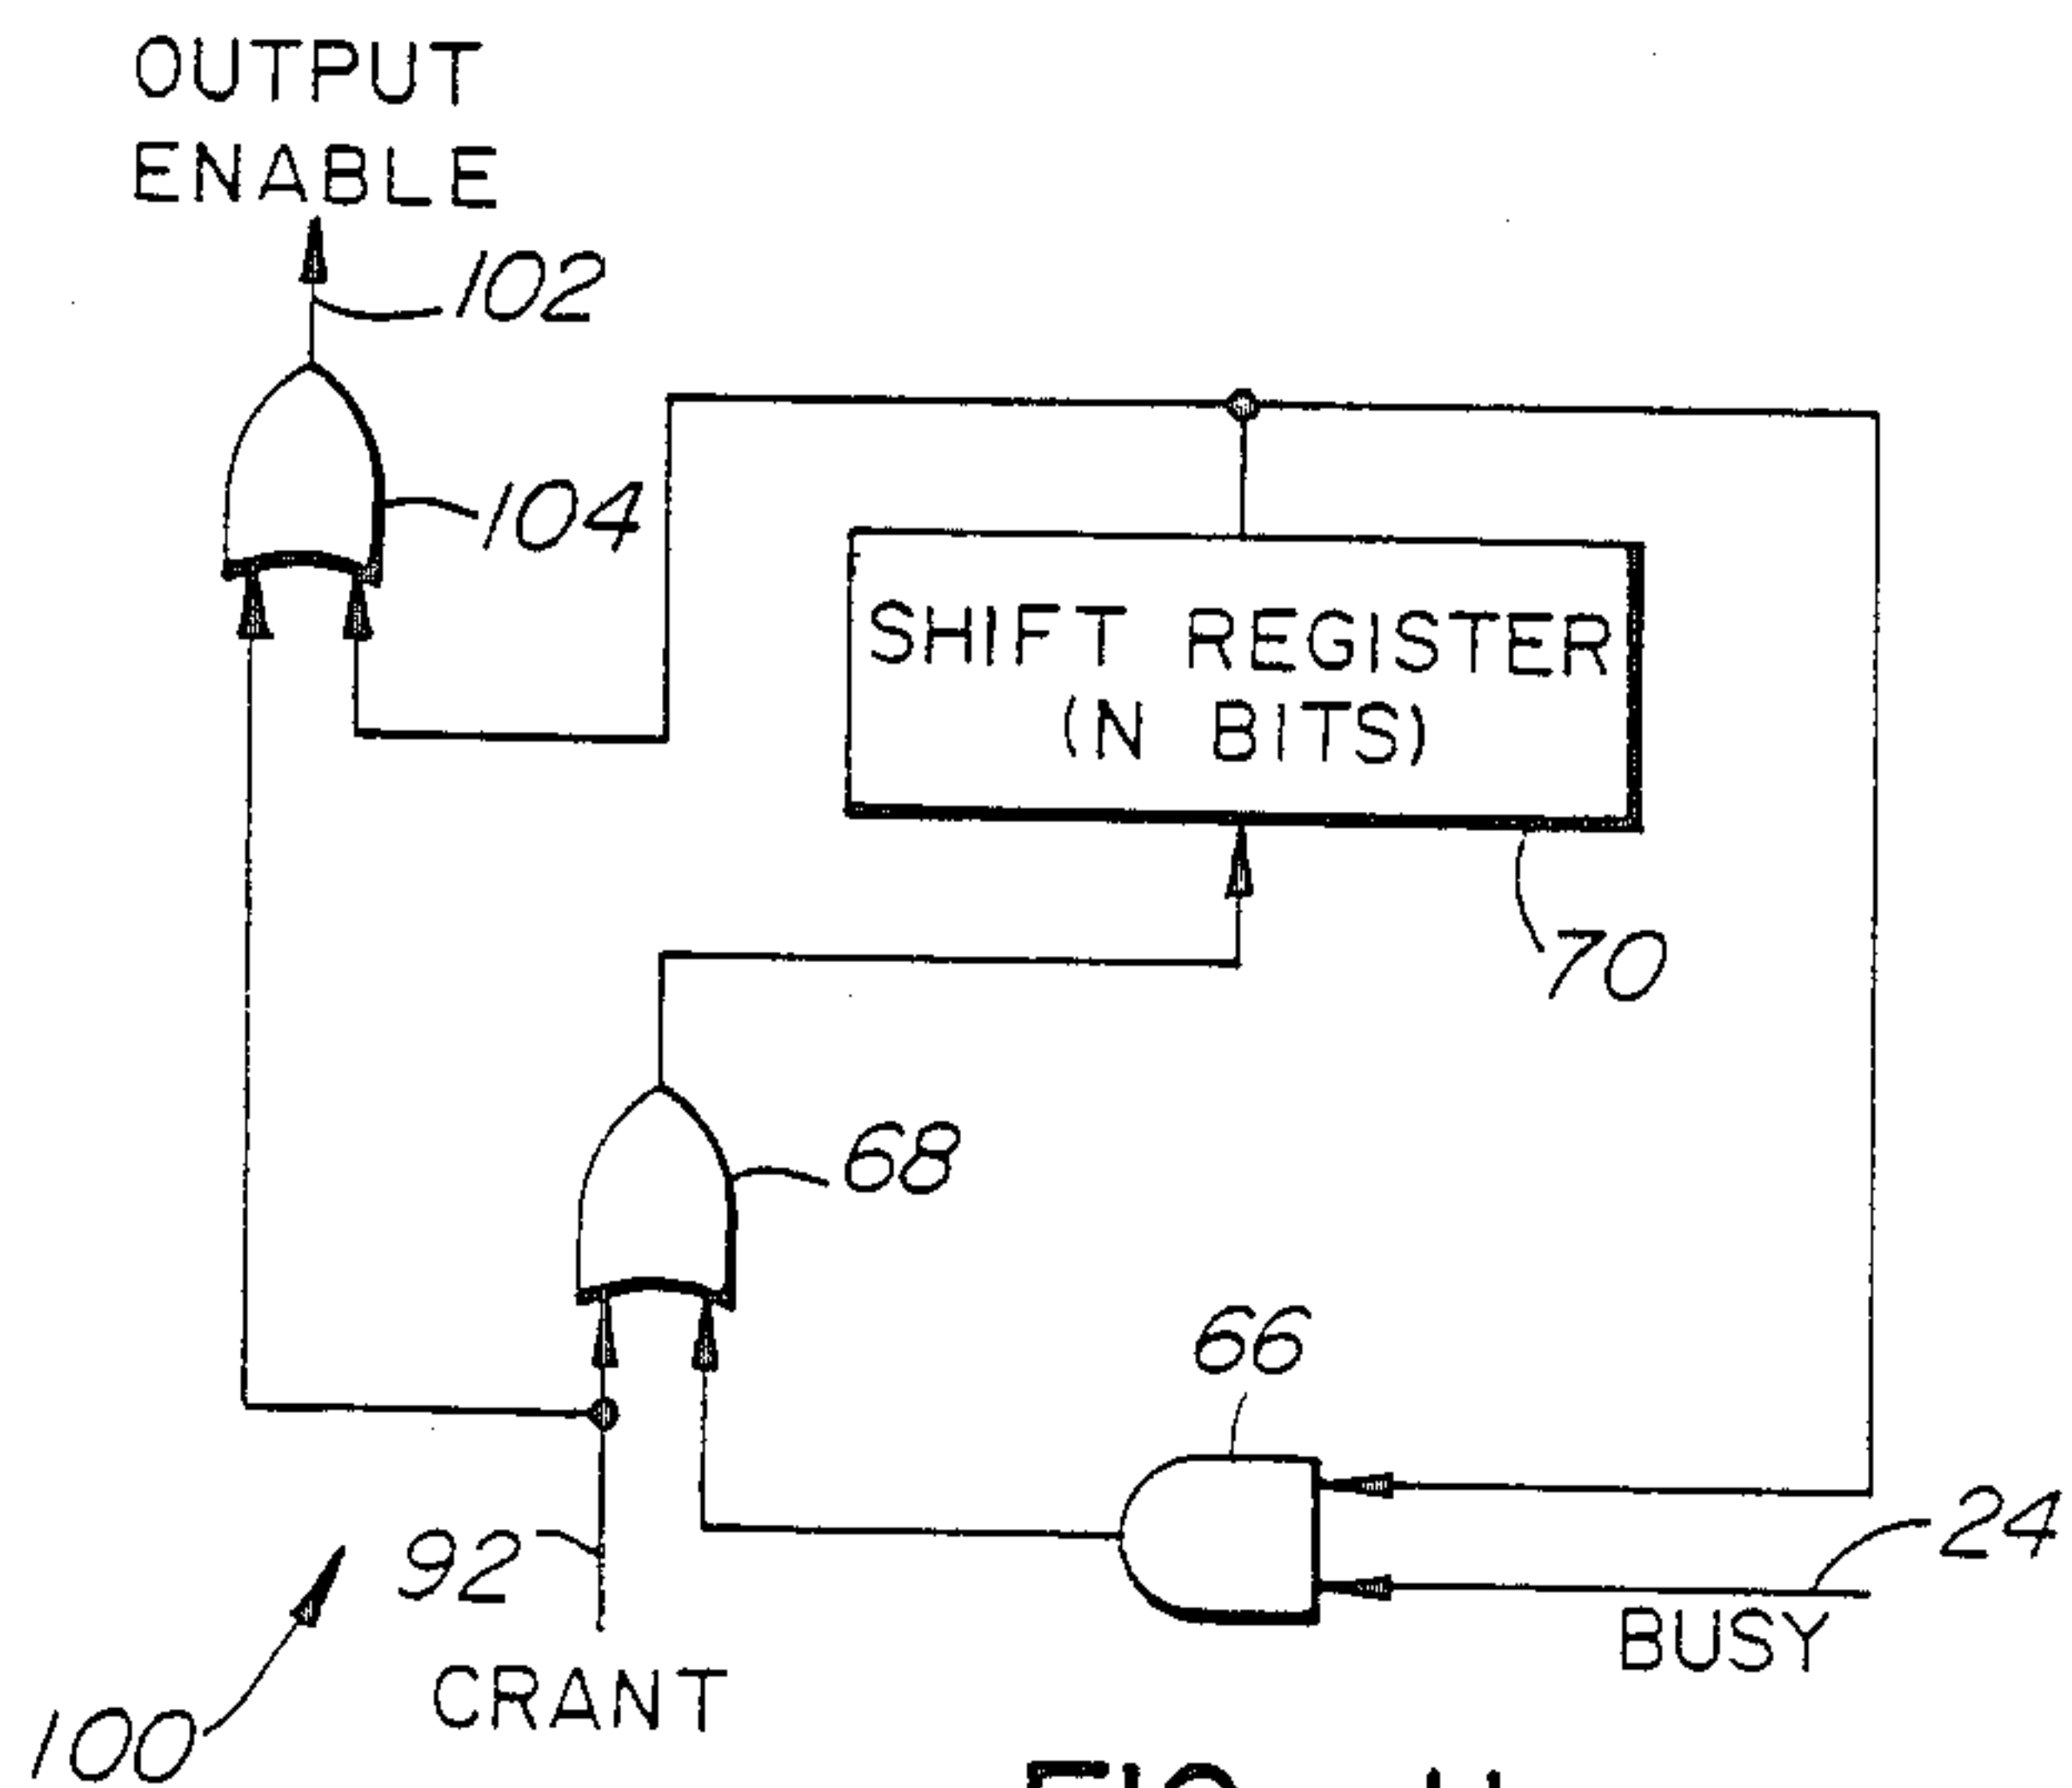 OUTPUT
ENABLE
102
104
SHIFT REGISTER
(N BITS)
70
68
66
24
92
BUSY
CRANT
100